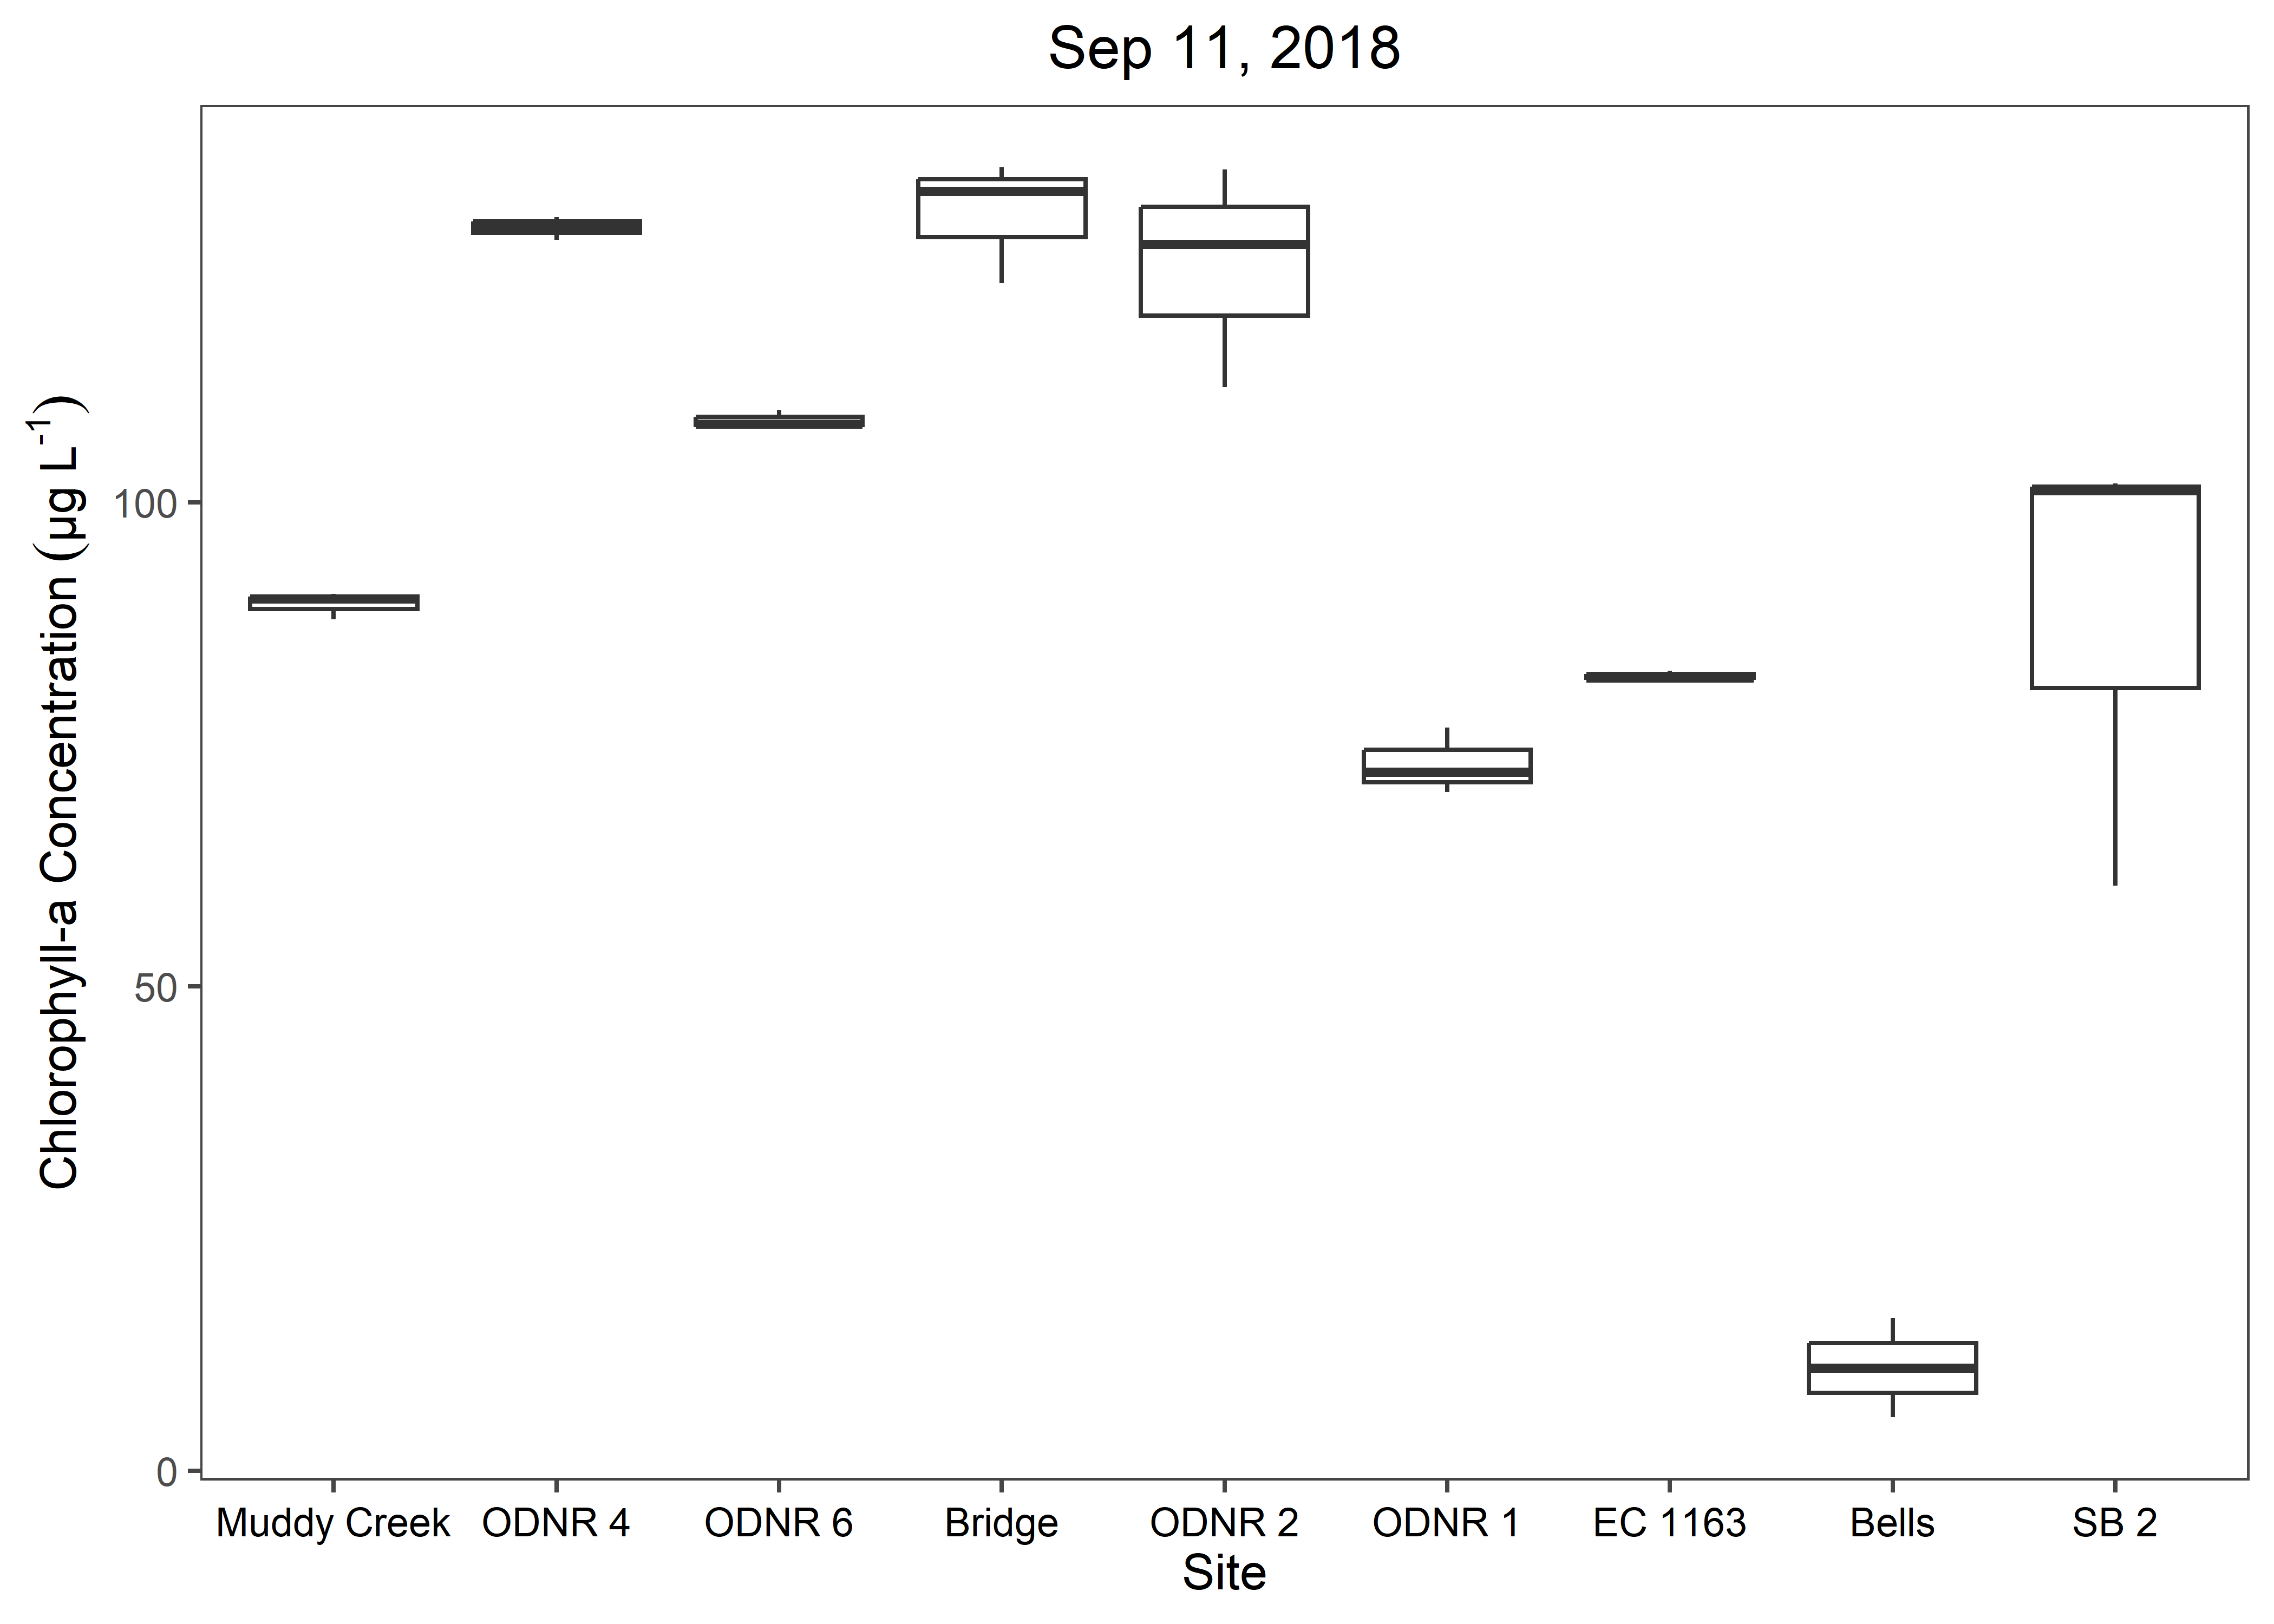 Sep 11, 2018
Chlorophyll-a Concentration (µg L⁻¹)
100
50
0
Muddy Creek ODNR 4 ODNR 6 Bridge ODNR 2 ODNR 1 EC 1163 Bells SB 2
Site